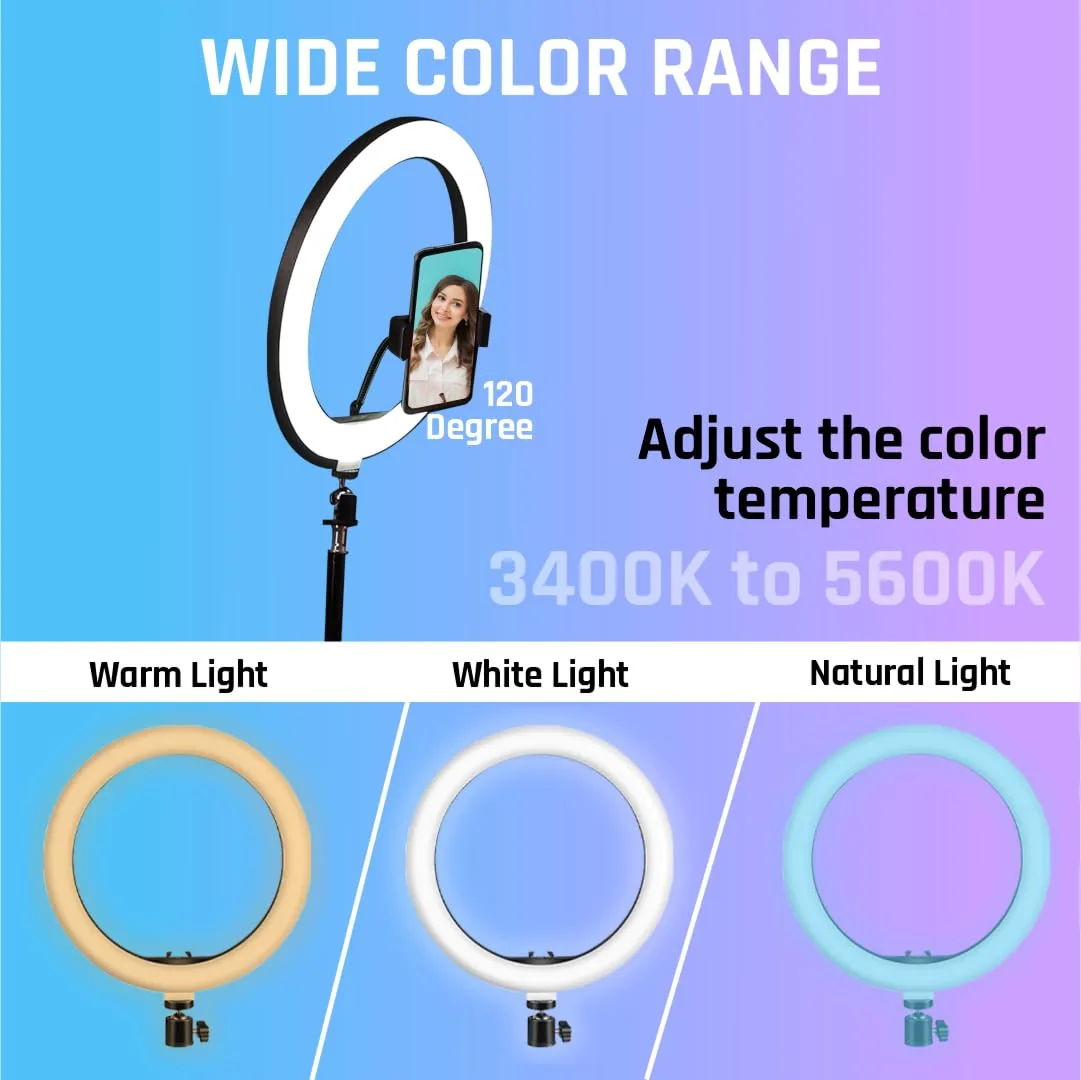 WIDE COLOR RANGE
120
Degree
Adjust the color
temperature
3400K to 5600K
Warm Light
White Light
Natural Light